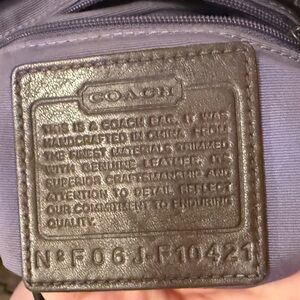 COACH
THIS IS A COACH BAG. IT WAS
HANDCRAFTED IN CHINA FROM
THE FINEST MATERIALS TRIMMED
WITH GENUINE LEATHER. ITS
SUPERIOR CRAFTSMANSHIP AND
ATTENTION TO DETAIL REFLECT
OUR COMMITMENT TO ENDURING
QUALITY.
Nº F06J-F10421